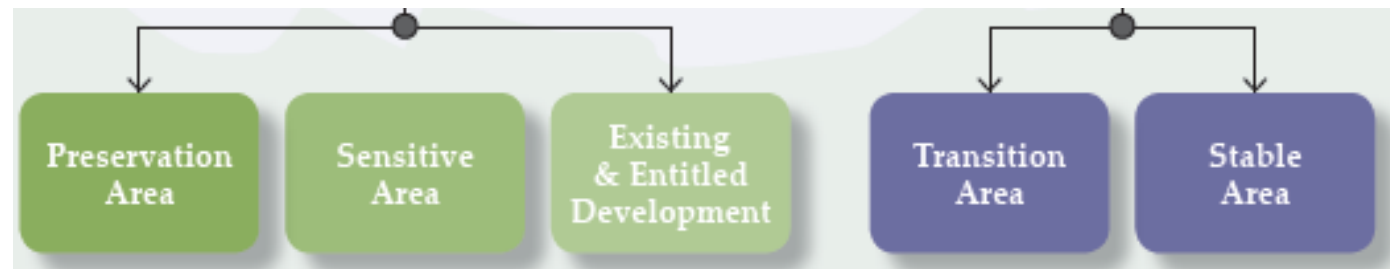 Preservation
Area
Sensitive
Area
Existing
& Entitled
Development
Transition
Area
Stable
Area